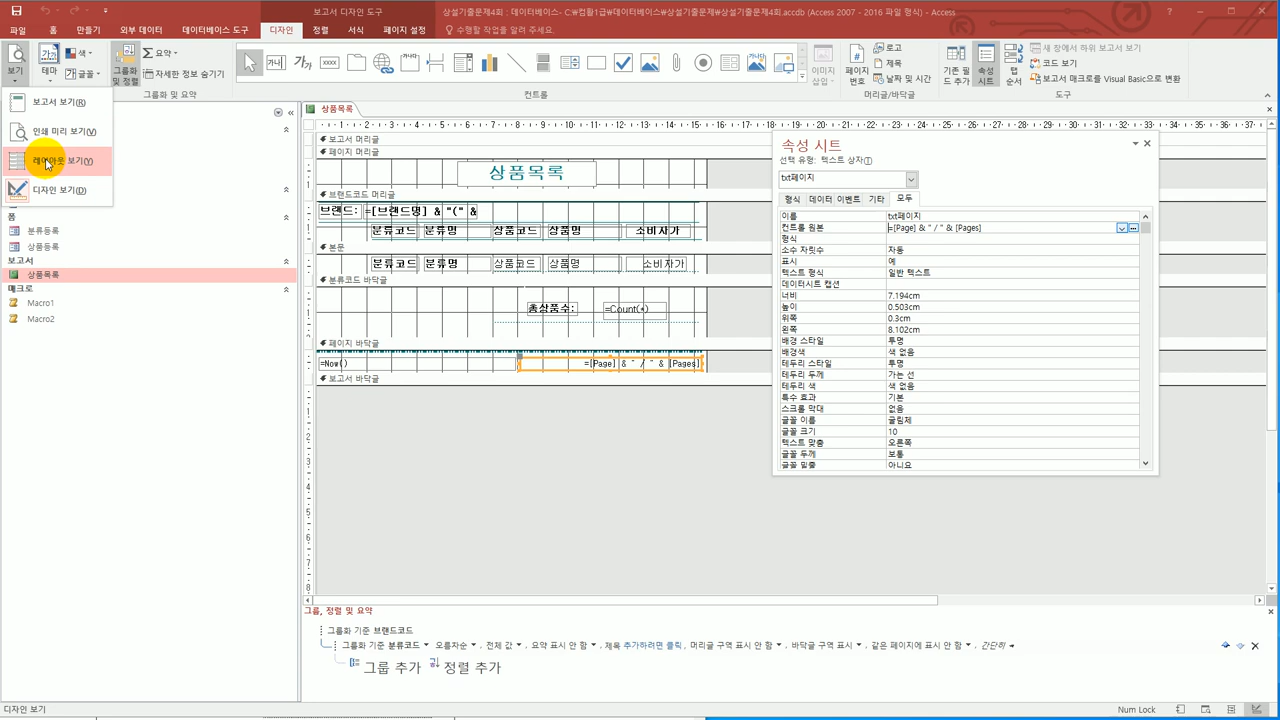 보고서 디자인 도구
상설기출문제4회 : 데이터베이스- C:₩컴활1급₩데이터베이스₩상설기출문제₩상설기출문제4회.accdb (Access 2007 - 2016 파일 형식) - Access
파일 홈 만들기 외부 데이터 데이터베이스 도구 디자인 정렬 서식 페이지 설정 수행할 작업을 알려 주세요.
보기 테마 색 글꼴 그룹화 및 정렬 요약 자세한 정보 숨기기
이미지 삽입 페이지 번호 로고 제목 날짜 및 시간
기존 필드 추가 속성 시트 탭 순서 새 창에서 하위 보고서 보기 코드 보기 보고서 매크로를 Visual Basic으로 변환
그룹화 및 요약 컨트롤 머리글/바닥글 도구
보고서 보기(R)
인쇄 미리 보기(V)
레이아웃 보기(Y)
디자인 보기(D)
폼
분류등록
상품등록
보고서
상품목록
매크로
Macro1
Macro2
상품목록
보고서 머리글
페이지 머리글
상품목록
브랜드코드 머리글
브랜드: =[브랜드명] & "(" &
분류코드 분류명 상품코드 상품명 소비자가
본문
분류코드 분류명 상품코드 상품명 소비자가
분류코드 바닥글
총상품수: =Count(*)
페이지 바닥글
=Now() =[Page] & " / " & [Pages]
보고서 바닥글
속성 시트
선택 유형: 텍스트 상자(T)
txt페이지
형식 데이터 이벤트 기타 모두
이름 txt페이지
컨트롤 원본 =[Page] & " / " & [Pages]
형식
소수 자릿수 자동
표시 예
텍스트 형식 일반 텍스트
데이터시트 캡션
너비 7.194cm
높이 0.503cm
위쪽 0.3cm
왼쪽 8.102cm
배경 스타일 투명
배경색 색 없음
테두리 스타일 투명
테두리 두께 가는 선
테두리 색 색 없음
특수 효과 기본
스크롤 막대 없음
글꼴 이름 굴림체
글꼴 크기 10
텍스트 맞춤 오른쪽
글꼴 두께 보통
글꼴 밑줄 아니요
그룹, 정렬 및 요약
그룹화 기준 브랜드코드
그룹화 기준 분류코드 오름차순 , 전체 값 , 요약 표시 안 함 , 제목 추가하려면 클릭, 머리글 구역 표시 안 함 , 바닥글 구역 표시 , 같은 페이지에 표시 안 함 , 간단히
그룹 추가 정렬 추가
디자인 보기 Num Lock